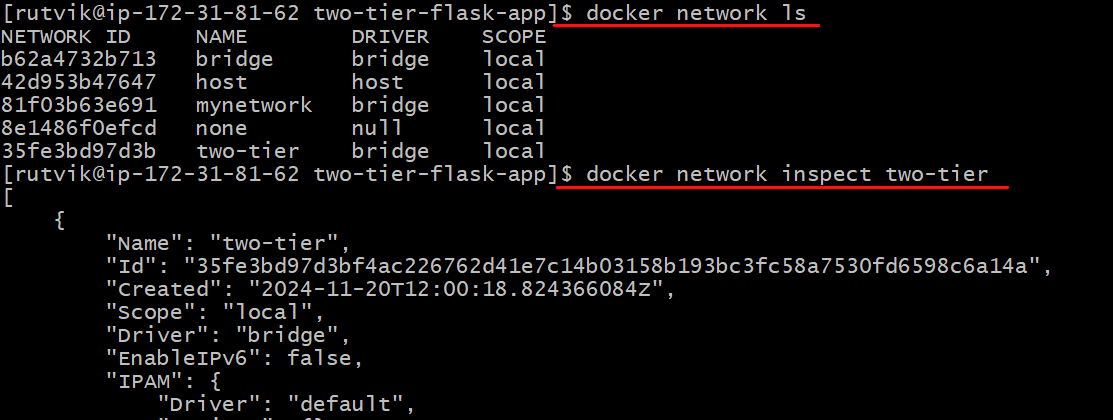 [rutvik@ip-172-31-81-62 two-tier-flask-app]$ docker network ls
NETWORK ID     NAME        DRIVER    SCOPE
b62a4732b713   bridge      bridge    local
42d953b47647   host        host      local
81f03b63e691   mynetwork   bridge    local
8e1486f0efcd   none        null      local
35fe3bd97d3b   two-tier    bridge    local
[rutvik@ip-172-31-81-62 two-tier-flask-app]$ docker network inspect two-tier
[
    {
        "Name": "two-tier",
        "Id": "35fe3bd97d3bf4ac226762d41e7c14b03158b193bc3fc58a7530fd6598c6a14a",
        "Created": "2024-11-20T12:00:18.824366084Z",
        "Scope": "local",
        "Driver": "bridge",
        "EnableIPv6": false,
        "IPAM": {
            "Driver": "default",